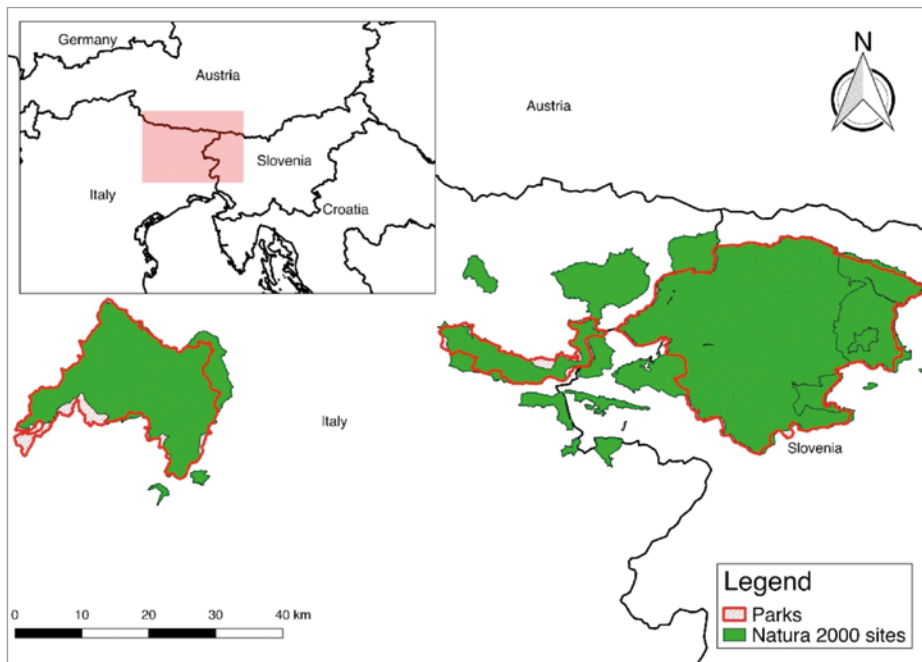 Germany
Austria
Slovenia
Italy
Croatia
N
Austria
Italy
Slovenia
0 10 20 30 40 km
Legend
Parks
Natura 2000 sites